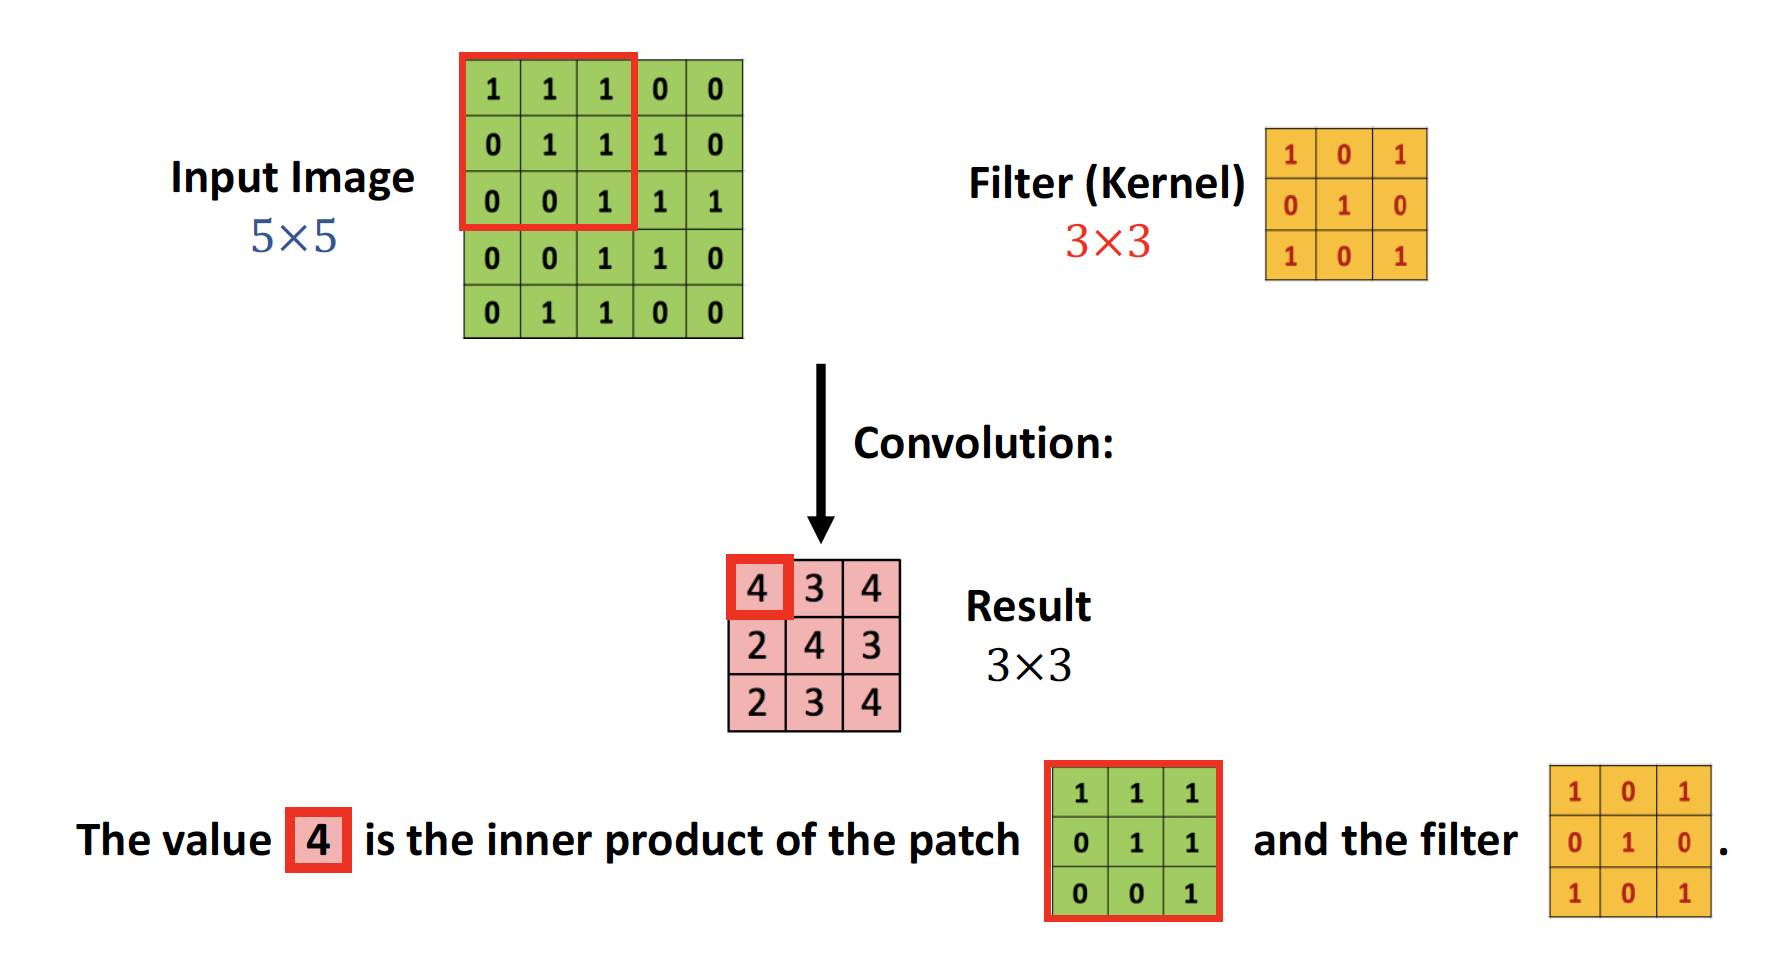 1 1 1 0 0
0 1 1 1 0
0 0 1 1 1
0 0 1 1 0
0 1 1 0 0
Input Image
5×5
Filter (Kernel)
3×3
1 0 1
0 1 0
1 0 1
Convolution:
4 3 4
2 4 3
2 3 4
Result
3×3
The value 4 is the inner product of the patch
1 1 1
0 1 1
0 0 1
and the filter
1 0 1
0 1 0
1 0 1
.